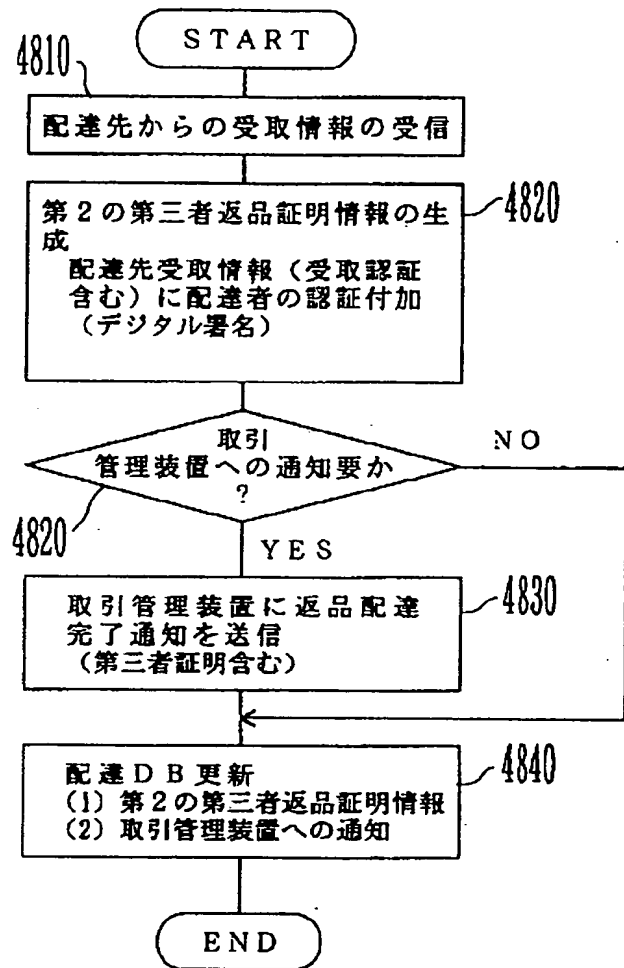 START
4810
配達先からの受取情報の受信
第2の第三者返品証明情報の生
成
配達先受取情報（受取認証
含む）に配達者の認証付加
（デジタル署名）
4820
取引
管理装置への通知要か
?
NO
4820
YES
取引管理装置に返品配達
完了通知を送信
（第三者証明含む）
4830
配達DB更新
(1) 第2の第三者返品証明情報
(2) 取引管理装置への通知
4840
END